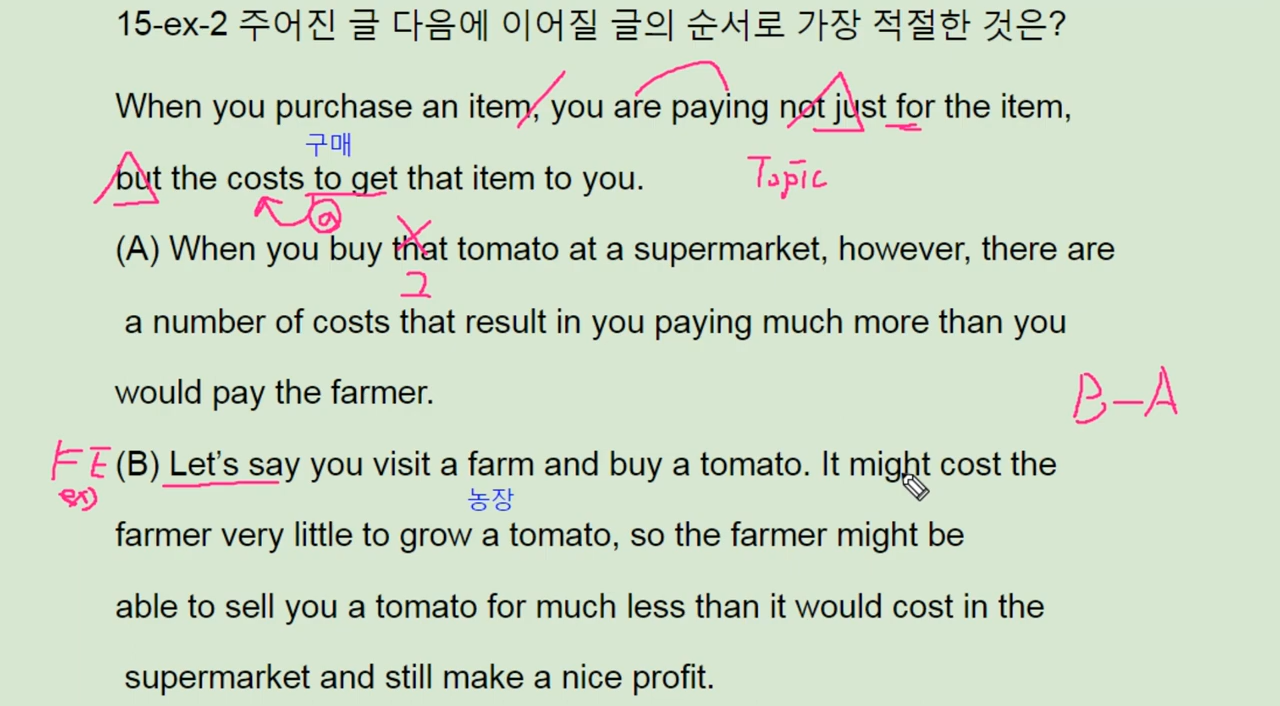 15-ex-2 주어진 글 다음에 이어질 글의 순서로 가장 적절한 것은?
When you purchase an item, you are paying not just for the item,
구매
but the costs to get that item to you.
Topic
ⓐ
(A) When you buy that tomato at a supermarket, however, there are
그
a number of costs that result in you paying much more than you
would pay the farmer.
B-A
FE (B) Let's say you visit a farm and buy a tomato. It might cost the
ex)
농장
farmer very little to grow a tomato, so the farmer might be
able to sell you a tomato for much less than it would cost in the
supermarket and still make a nice profit.